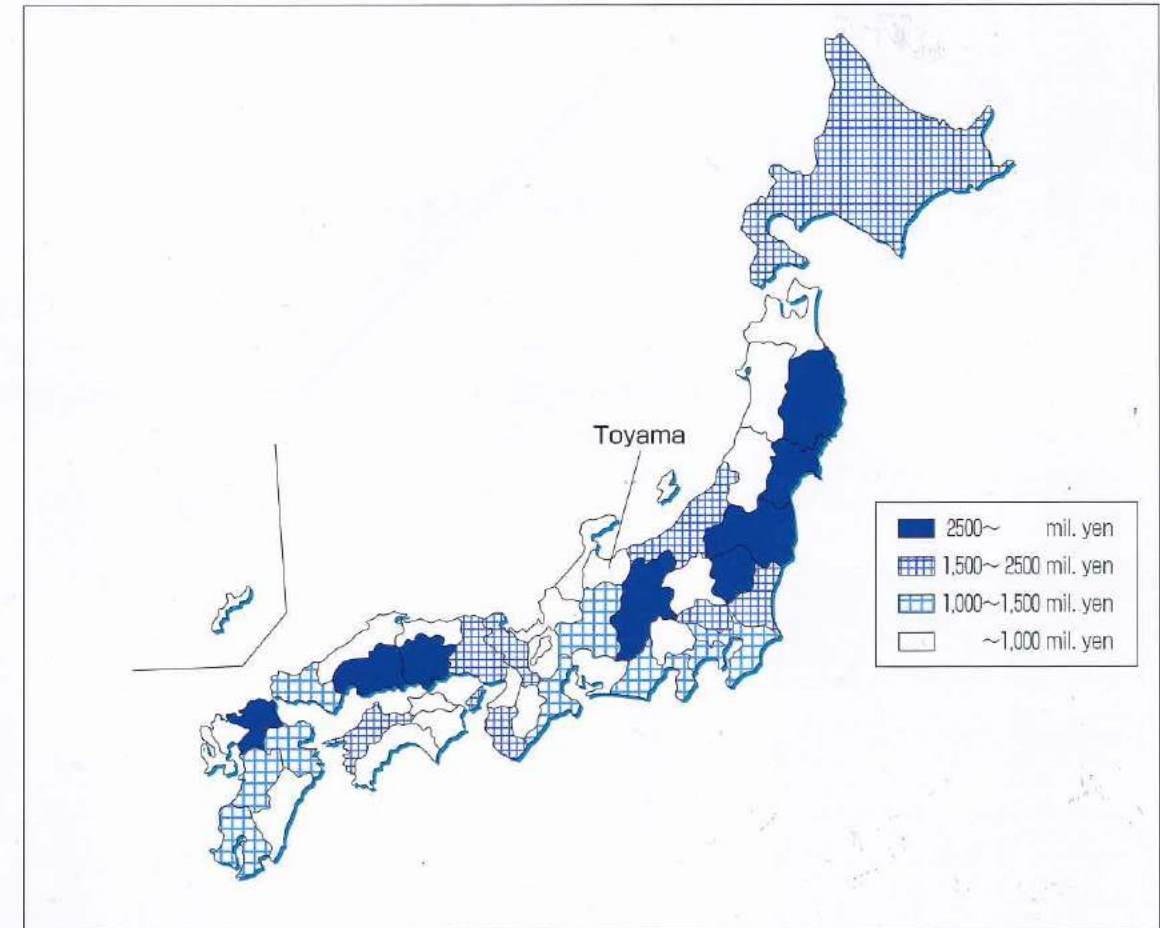 Toyama
2500～ mil. yen
1,500～2500 mil. yen
1,000～1,500 mil. yen
～1,000 mil. yen